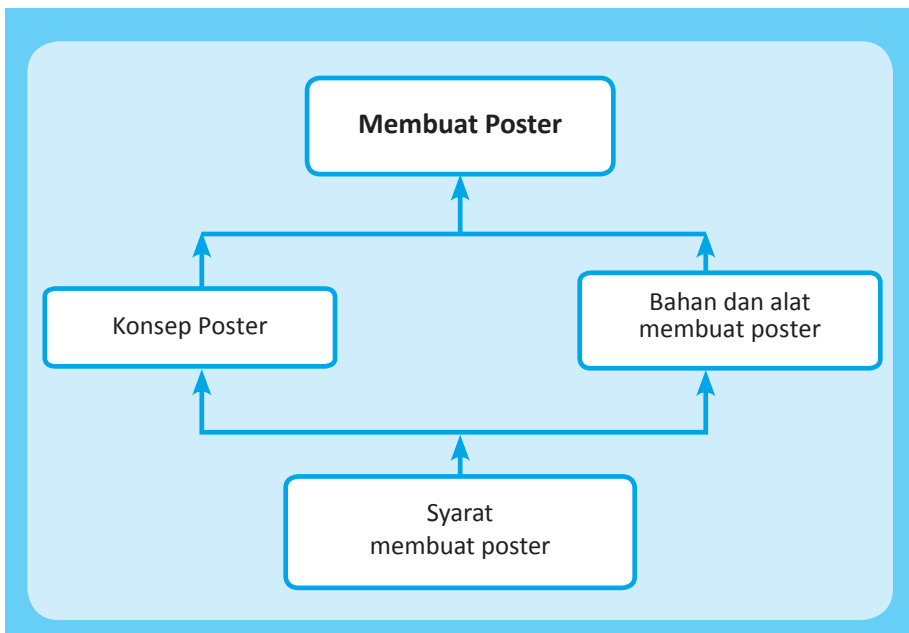 Membuat Poster
Konsep Poster
Bahan dan alat
membuat poster
Syarat
membuat poster